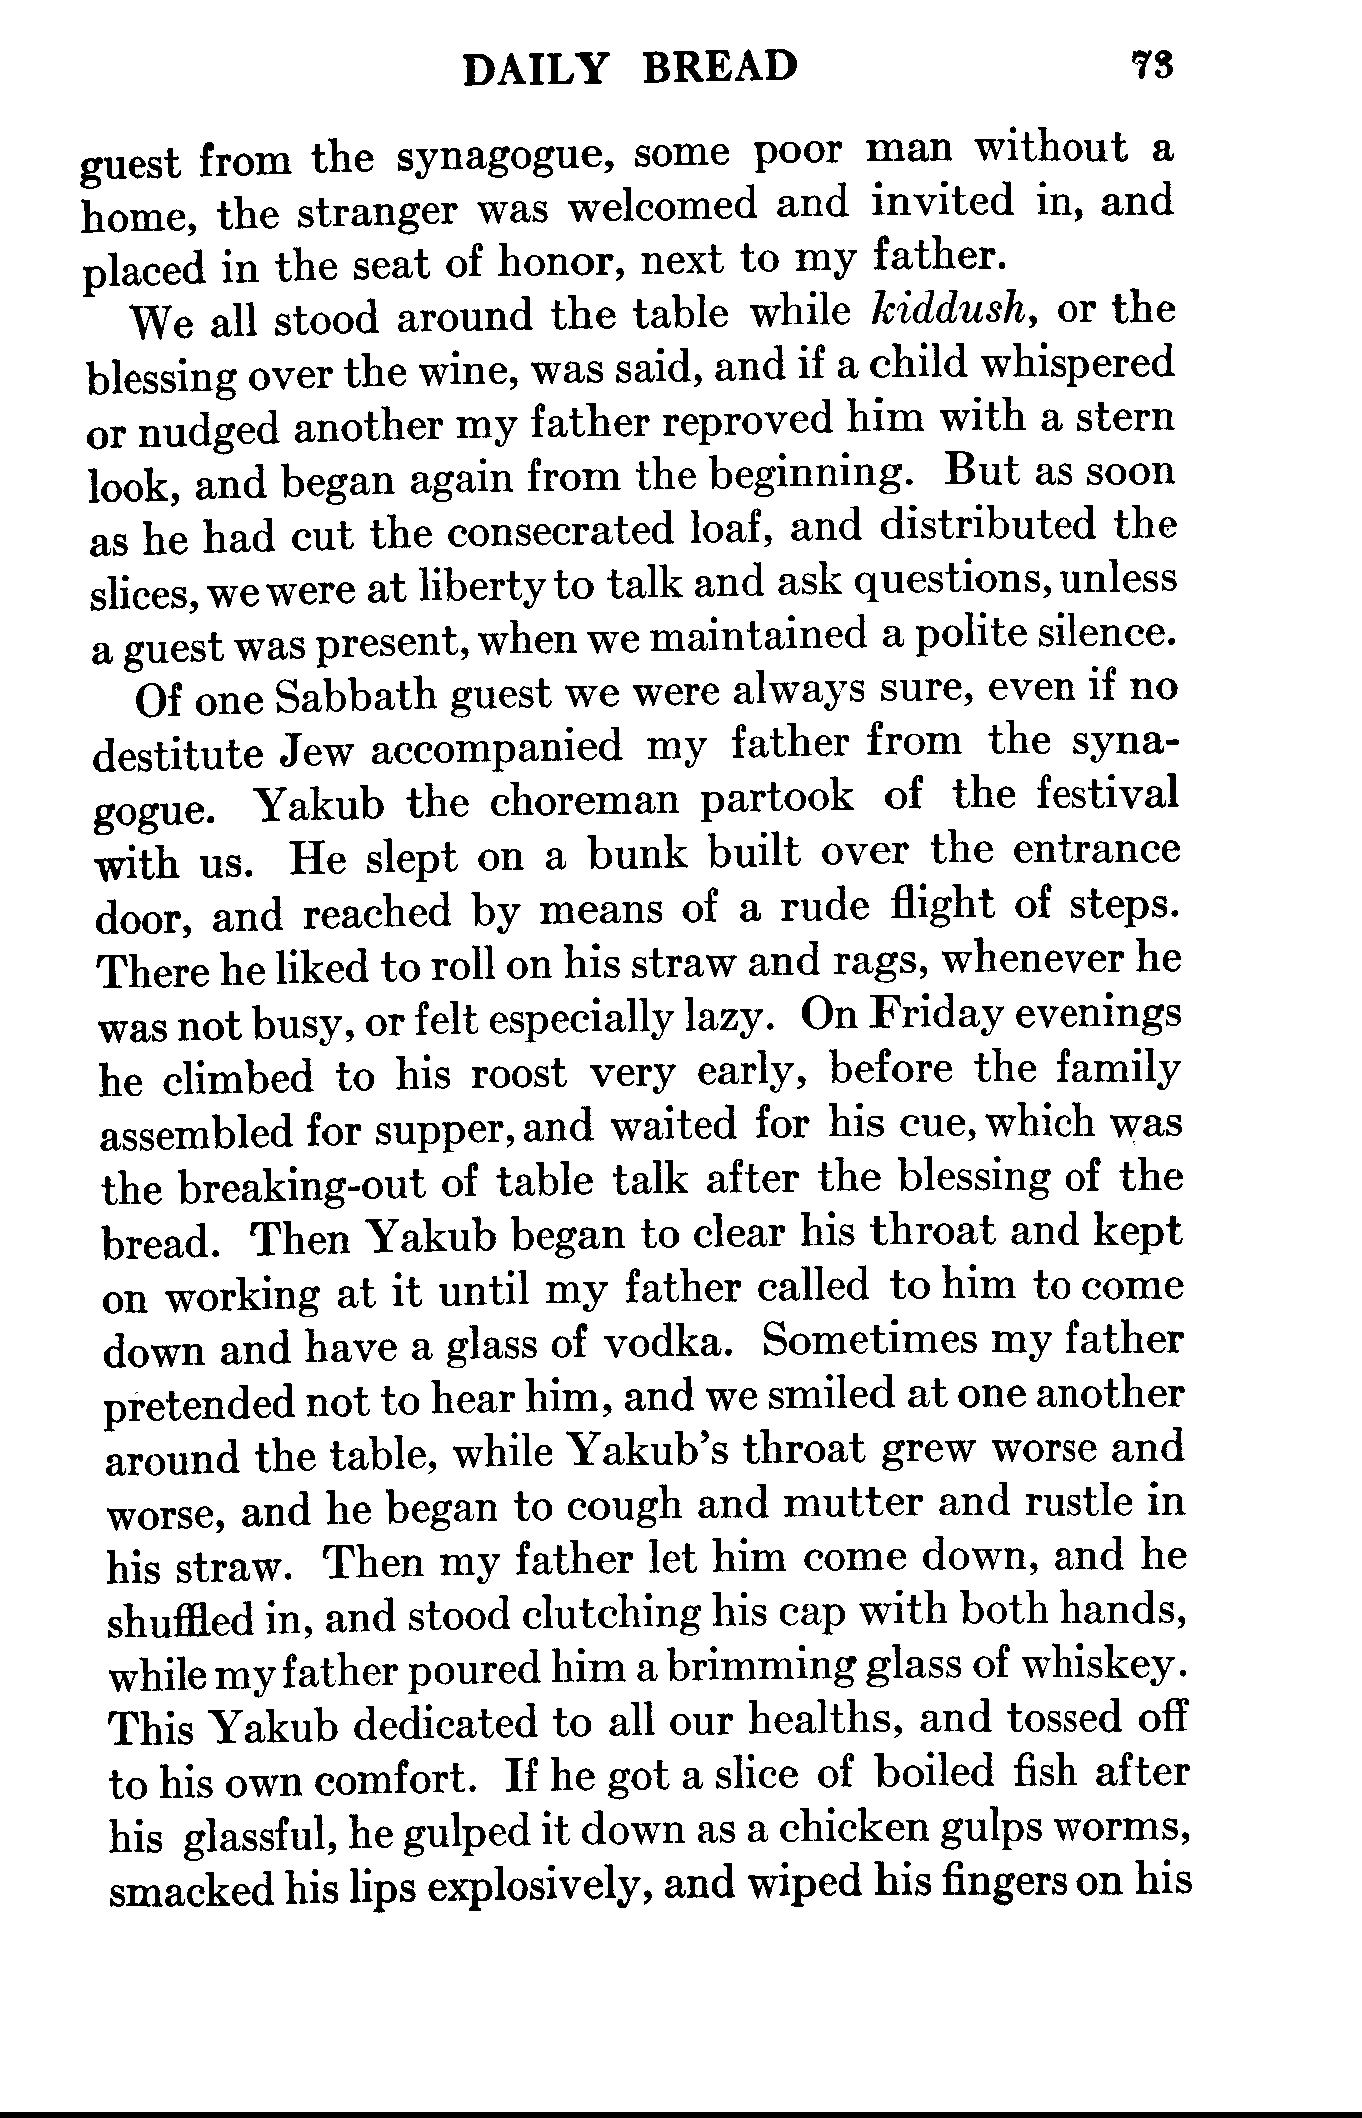 DAILY BREAD 73
guest from the synagogue, some poor man without a
home, the stranger was welcomed and invited in, and
placed in the seat of honor, next to my father.
We all stood around the table while kiddush, or the
blessing over the wine, was said, and if a child whispered
or nudged another my father reproved him with a stern
look, and began again from the beginning. But as soon
as he had cut the consecrated loaf, and distributed the
slices, we were at liberty to talk and ask questions, unless
a guest was present, when we maintained a polite silence.
Of one Sabbath guest we were always sure, even if no
destitute Jew accompanied my father from the syna-
gogue. Yakub the choreman partook of the festival
with us. He slept on a bunk built over the entrance
door, and reached by means of a rude flight of steps.
There he liked to roll on his straw and rags, whenever he
was not busy, or felt especially lazy. On Friday evenings
he climbed to his roost very early, before the family
assembled for supper, and waited for his cue, which was
the breaking-out of table talk after the blessing of the
bread. Then Yakub began to clear his throat and kept
on working at it until my father called to him to come
down and have a glass of vodka. Sometimes my father
pretended not to hear him, and we smiled at one another
around the table, while Yakub's throat grew worse and
worse, and he began to cough and mutter and rustle in
his straw. Then my father let him come down, and he
shuffled in, and stood clutching his cap with both hands,
while my father poured him a brimming glass of whiskey.
This Yakub dedicated to all our healths, and tossed off
to his own comfort. If he got a slice of boiled fish after
his glassful, he gulped it down as a chicken gulps worms,
smacked his lips explosively, and wiped his fingers on his